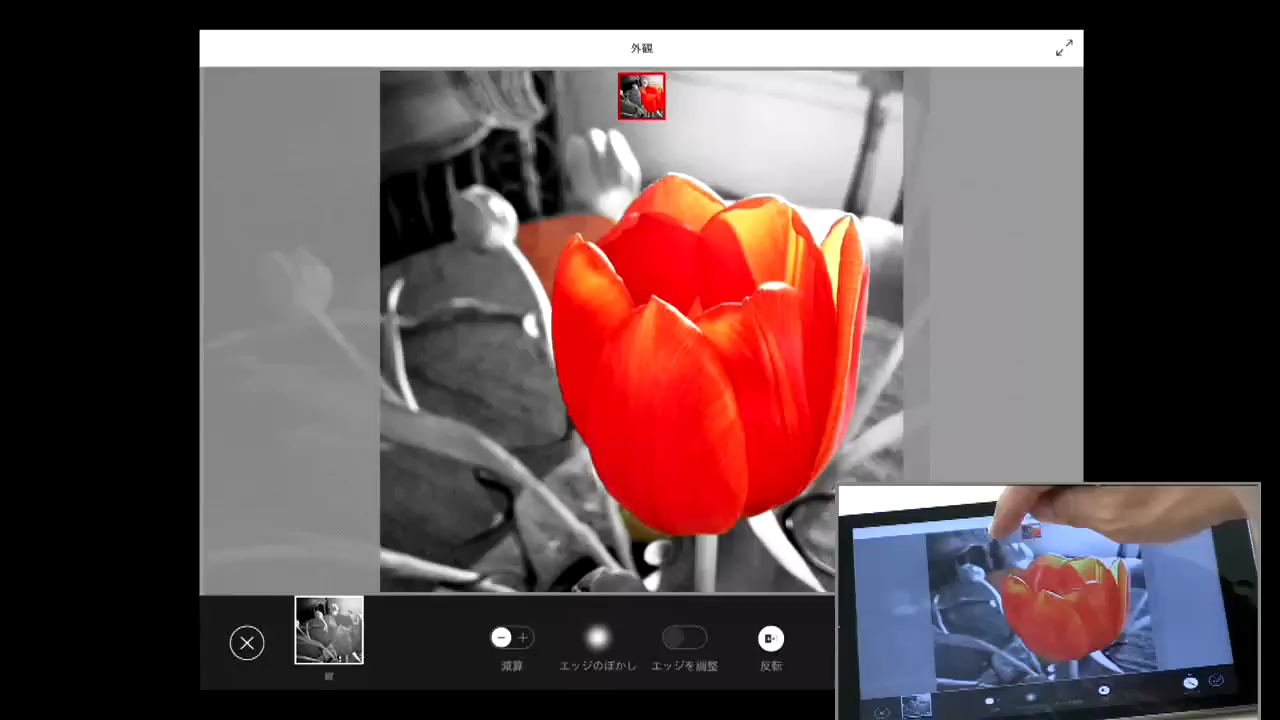 外観
減算
エッジのぼかし
エッジを調整
反転